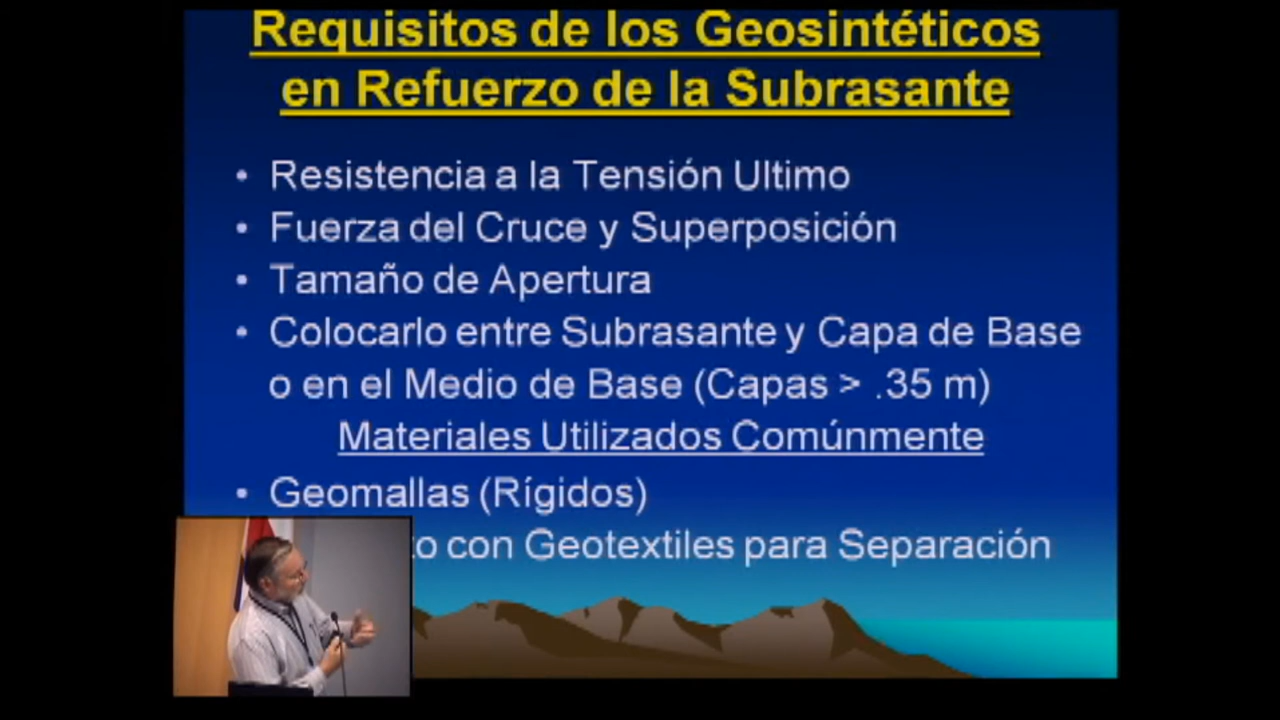 Requisitos de los Geosintéticos
en Refuerzo de la Subrasante
• Resistencia a la Tensión Ultimo
• Fuerza del Cruce y Superposición
• Tamaño de Apertura
• Colocarlo entre Subrasante y Capa de Base
o en el Medio de Base (Capas > .35 m)
Materiales Utilizados Comúnmente
• Geomallas (Rígidos)
con Geotextiles para Separación